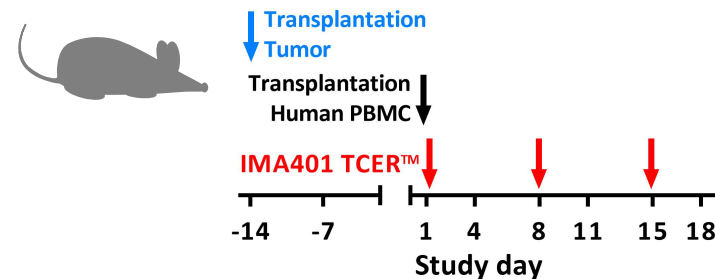 Transplantation
Tumor
Transplantation
Human PBMC
IMA401 TCER™
-14 -7 1 4 8 11 15 18
Study day